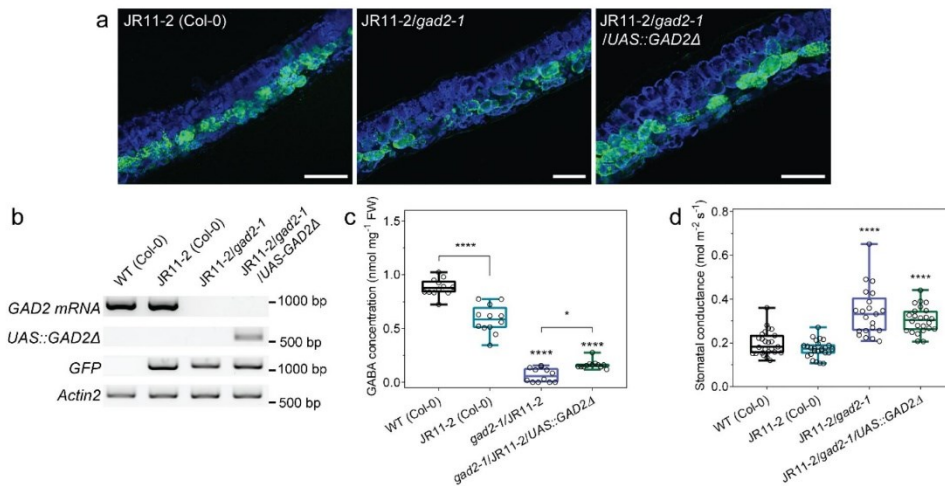 a
JR11-2 (Col-0)
JR11-2/gad2-1
JR11-2/gad2-1
/UAS::GAD2Δ
b
WT (Col-0)
JR11-2 (Col-0)
JR11-2/gad2-1
JR11-2/gad2-1
/UAS-GAD2Δ
GAD2 mRNA
1000 bp
UAS::GAD2Δ
500 bp
GFP
1000 bp
Actin2
500 bp
c
GABA concentration (nmol mg⁻¹ FW)
1.5
1.0
0.5
0.0
****
*
****
****
WT (Col-0)
JR11-2 (Col-0)
gad2-1/JR11-2
gad2-1/JR11-2/UAS::GAD2Δ
d
Stomatal conductance (mol m⁻² s⁻¹)
0.8
0.6
0.4
0.2
0.0
****
****
WT (Col-0)
JR11-2 (Col-0)
JR11-2/gad2-1
JR11-2/gad2-1/UAS::GAD2Δ